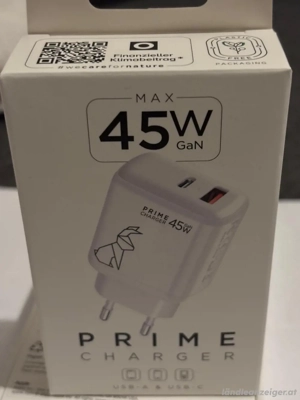 Finanzieller
Klimabeitrag*
#wecarefornature
PLASTIC
FREE
PACKAGING
MAX
45W
GaN
PRIME
CHARGER 45W
PRIME
CHARGER
USB-A & USB-C